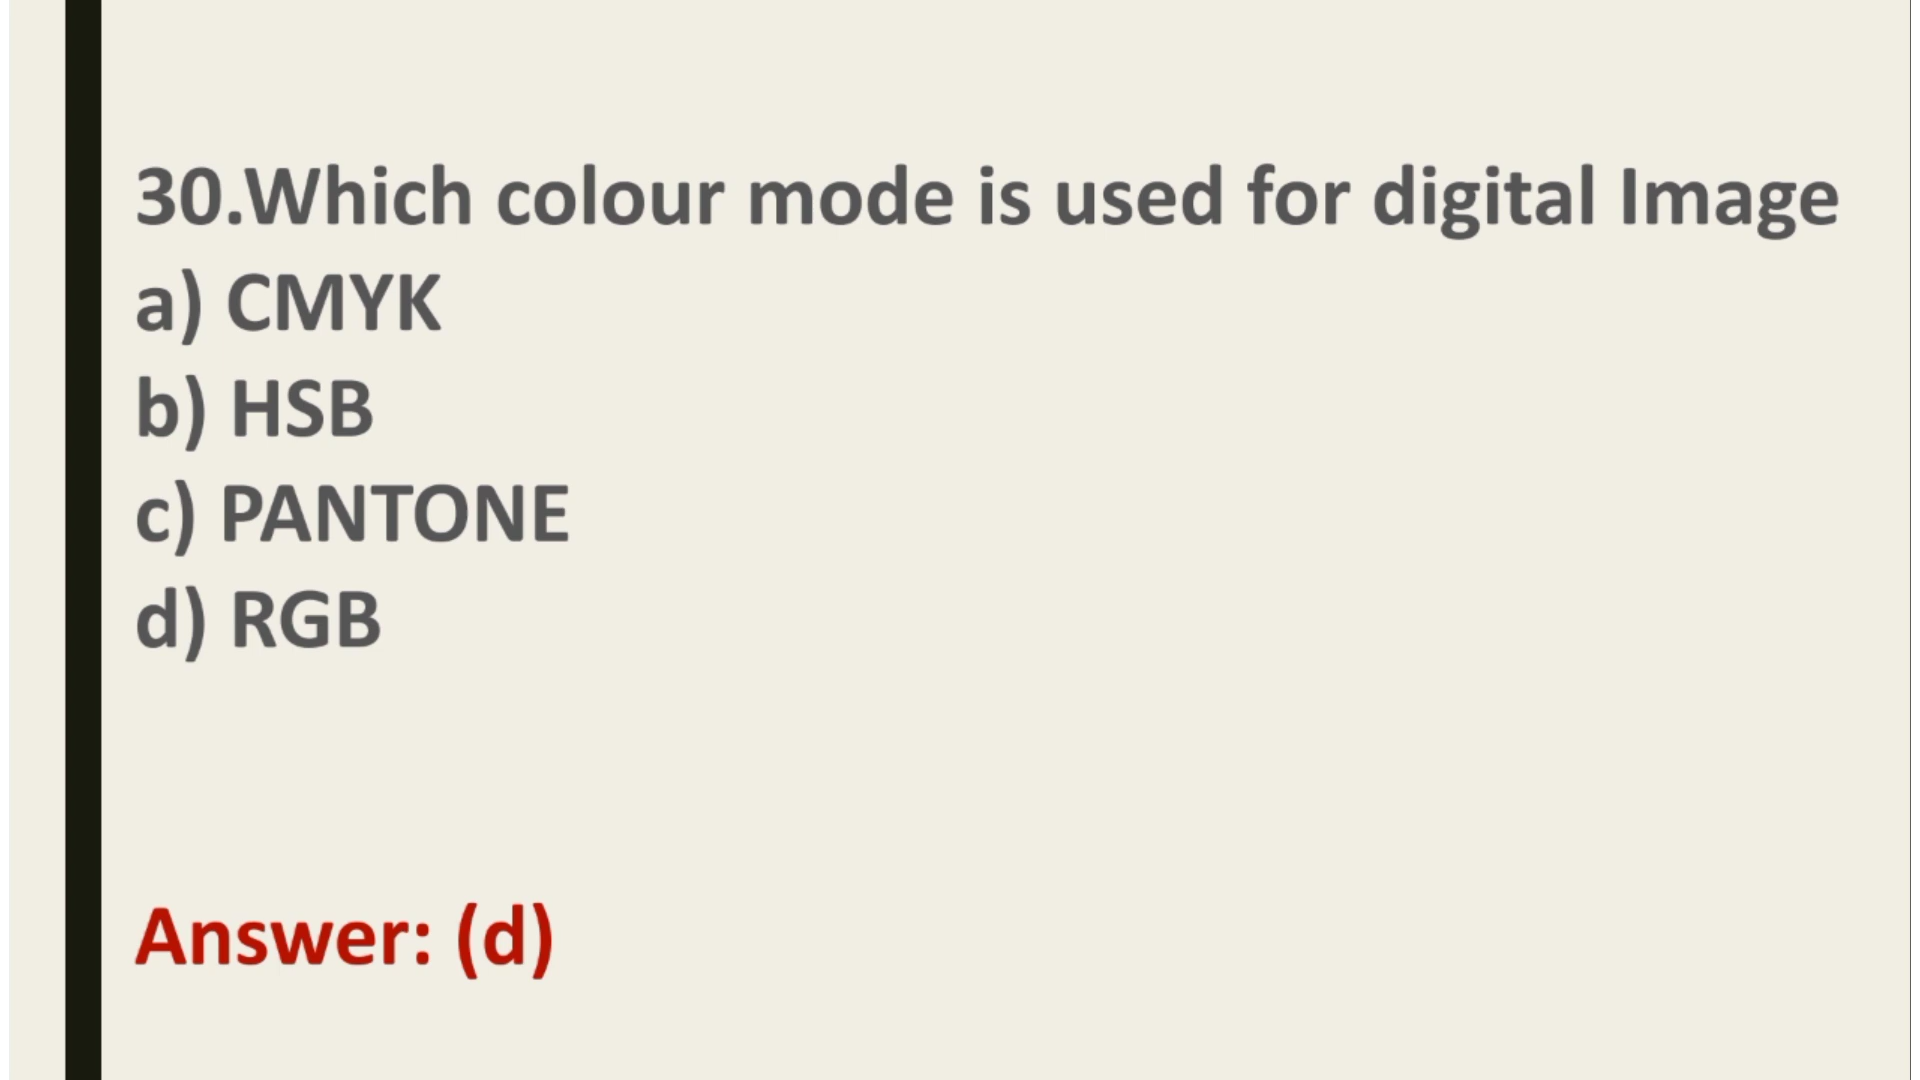 30.Which colour mode is used for digital Image
a) CMYK
b) HSB
c) PANTONE
d) RGB
Answer: (d)